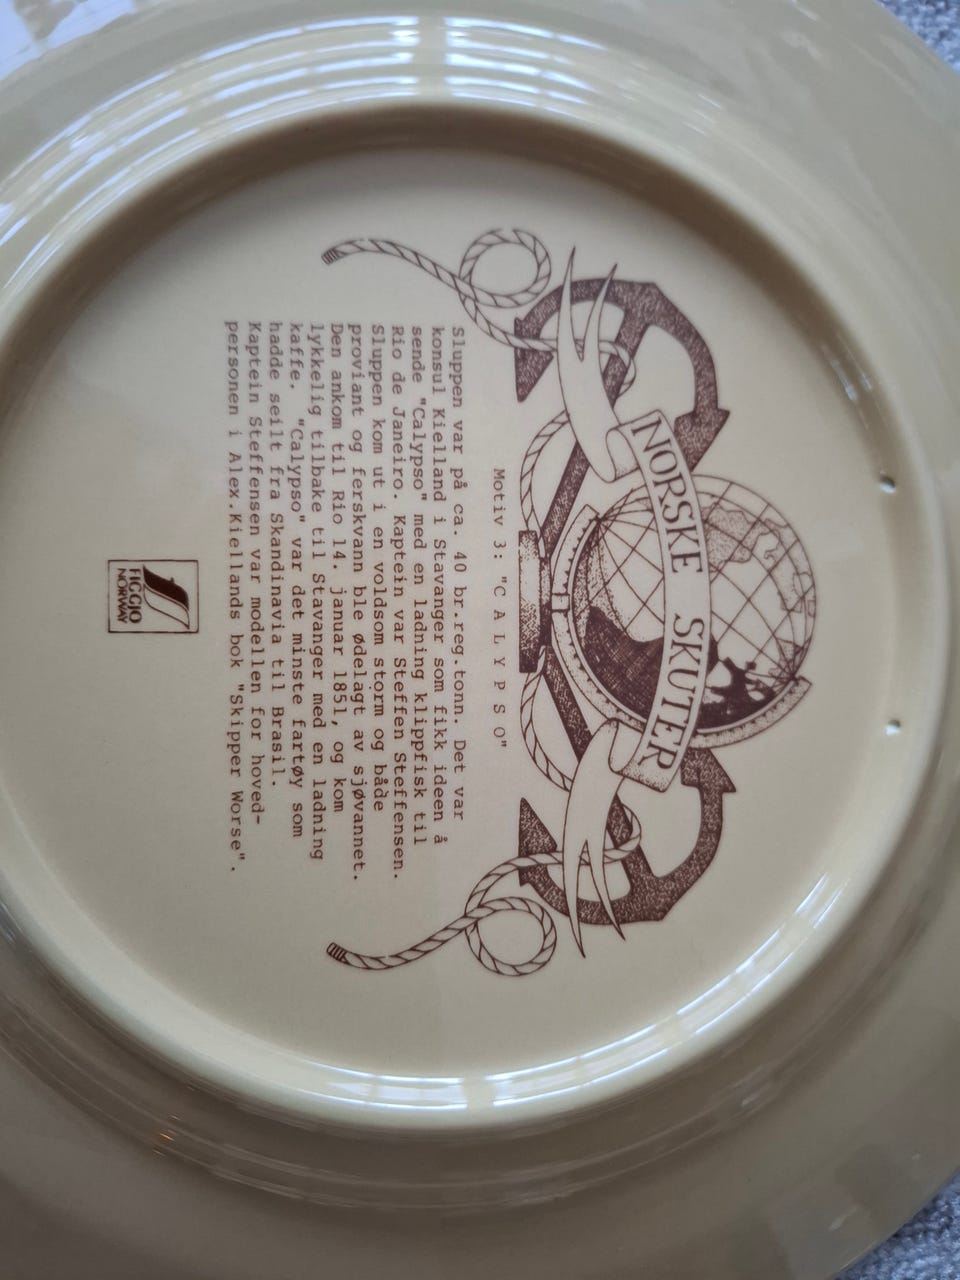 NORSKE SKUTER
Motiv 3: "CALYPSO"
Sluppen var på ca. 40 br.reg.tonn. Det var
konsul Kielland i Stavanger som fikk ideen å
sende "Calypso" med en ladning klippfisk til
Rio de Janeiro. Kaptein var Steffen Steffensen.
Sluppen kom ut i en voldsom storm og både
proviant og ferskvann ble ødelagt av sjøvannet.
Den ankom til Rio 14. januar 1851, og kom
lykkelig tilbake til Stavanger med en ladning
kaffe. "Calypso" var det minste fartøy som
hadde seilt fra Skandinavia til Brasil.
Kaptein Steffensen var modellen for hoved-
personen i Alex.Kiellands bok "Skipper Worse".
FIGGJO
NORWAY